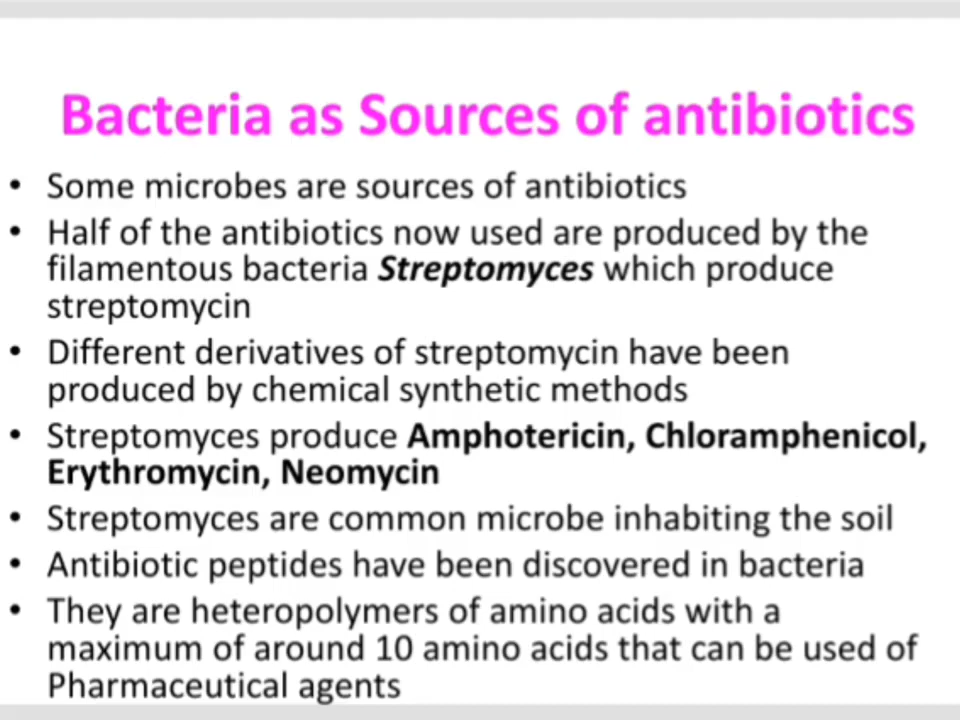 Bacteria as Sources of antibiotics
• Some microbes are sources of antibiotics
• Half of the antibiotics now used are produced by the
filamentous bacteria Streptomyces which produce
streptomycin
• Different derivatives of streptomycin have been
produced by chemical synthetic methods
• Streptomyces produce Amphotericin, Chloramphenicol,
Erythromycin, Neomycin
• Streptomyces are common microbe inhabiting the soil
• Antibiotic peptides have been discovered in bacteria
• They are heteropolymers of amino acids with a
maximum of around 10 amino acids that can be used of
Pharmaceutical agents